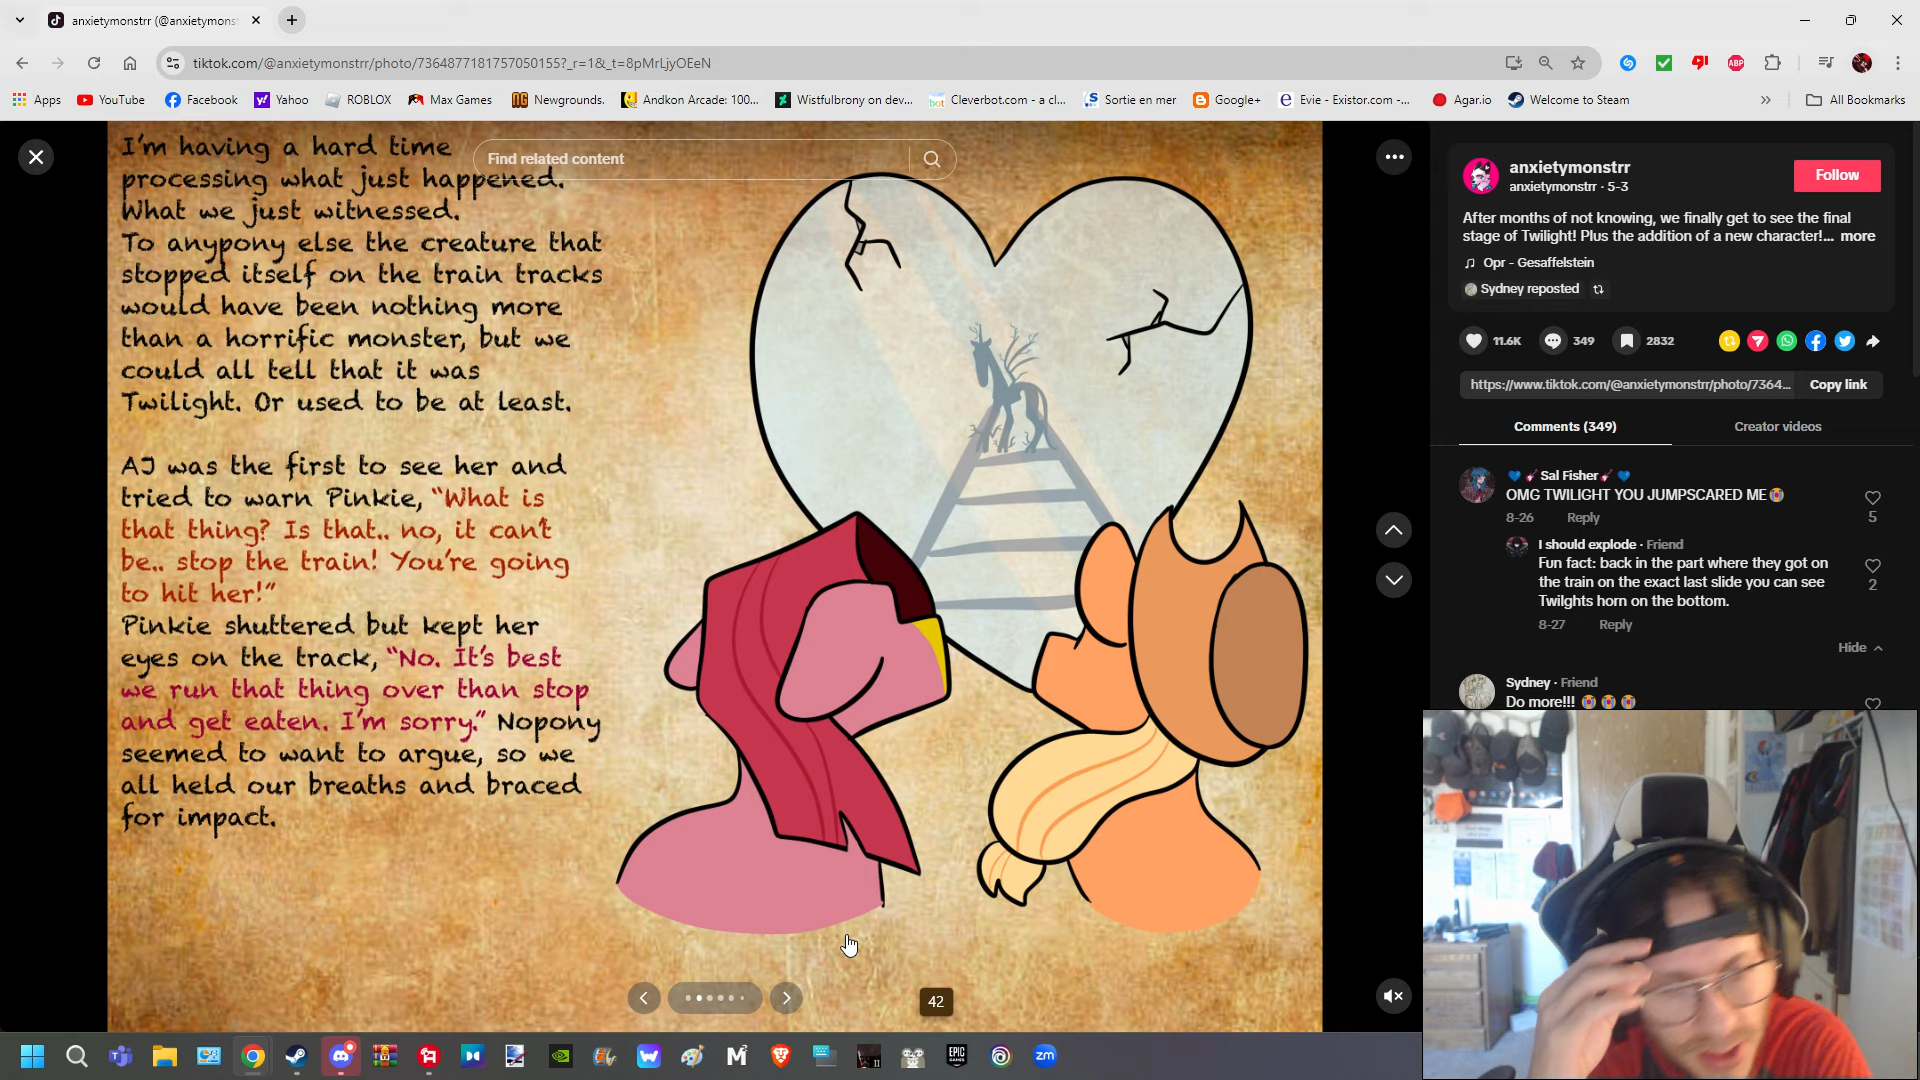 anxietymonstrr (@anxietymonst
tiktok.com/@anxietymonstrr/photo/7364877181757050155?_r=1&_t=8pMrLjyOEeN
Apps YouTube Facebook Yahoo ROBLOX Max Games Newgrounds. Andkon Arcade: 100... Wistfulbrony on dev... Cleverbot.com - a cl... Sortie en mer Google+ Evie - Existor.com -... Agar.io Welcome to Steam » All Bookmarks
Find related content
I'm having a hard time
processing what just happened.
What we just witnessed.
To anypony else the creature that
stopped itself on the train tracks
would have been nothing more
than a horrific monster, but we
could all tell that it was
Twilight. Or used to be at least.
AJ was the first to see her and
tried to warn Pinkie, "What is
that thing? Is that.. no, it can't
be.. stop the train! You're going
to hit her!"
Pinkie shuttered but kept her
eyes on the track, "No. It's best
we run that thing over than stop
and get eaten. I'm sorry." Nopony
seemed to want to argue, so we
all held our breaths and braced
for impact.
42
anxietymonstrr
anxietymonstrr · 5-3
Follow
After months of not knowing, we finally get to see the final
stage of Twilight! Plus the addition of a new character!... more
Opr - Gesaffelstein
Sydney reposted
11.6K 349 2832
https://www.tiktok.com/@anxietymonstrr/photo/7364... Copy link
Comments (349) Creator videos
Sal Fisher
OMG TWILIGHT YOU JUMPSCARED ME
8-26 Reply
5
I should explode · Friend
Fun fact: back in the part where they got on
the train on the exact last slide you can see
Twilghts horn on the bottom.
2
8-27 Reply
Hide
Sydney · Friend
Do more!!!
ABP
EPIC
GAMES
zm